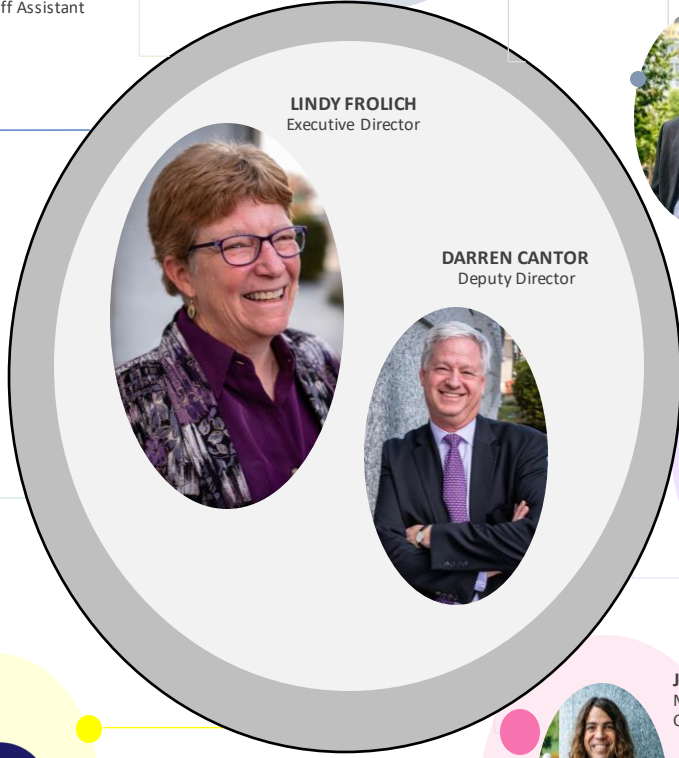 ff Assistant
LINDY FROLICH
Executive Director
DARREN CANTOR
Deputy Director
J
M
C